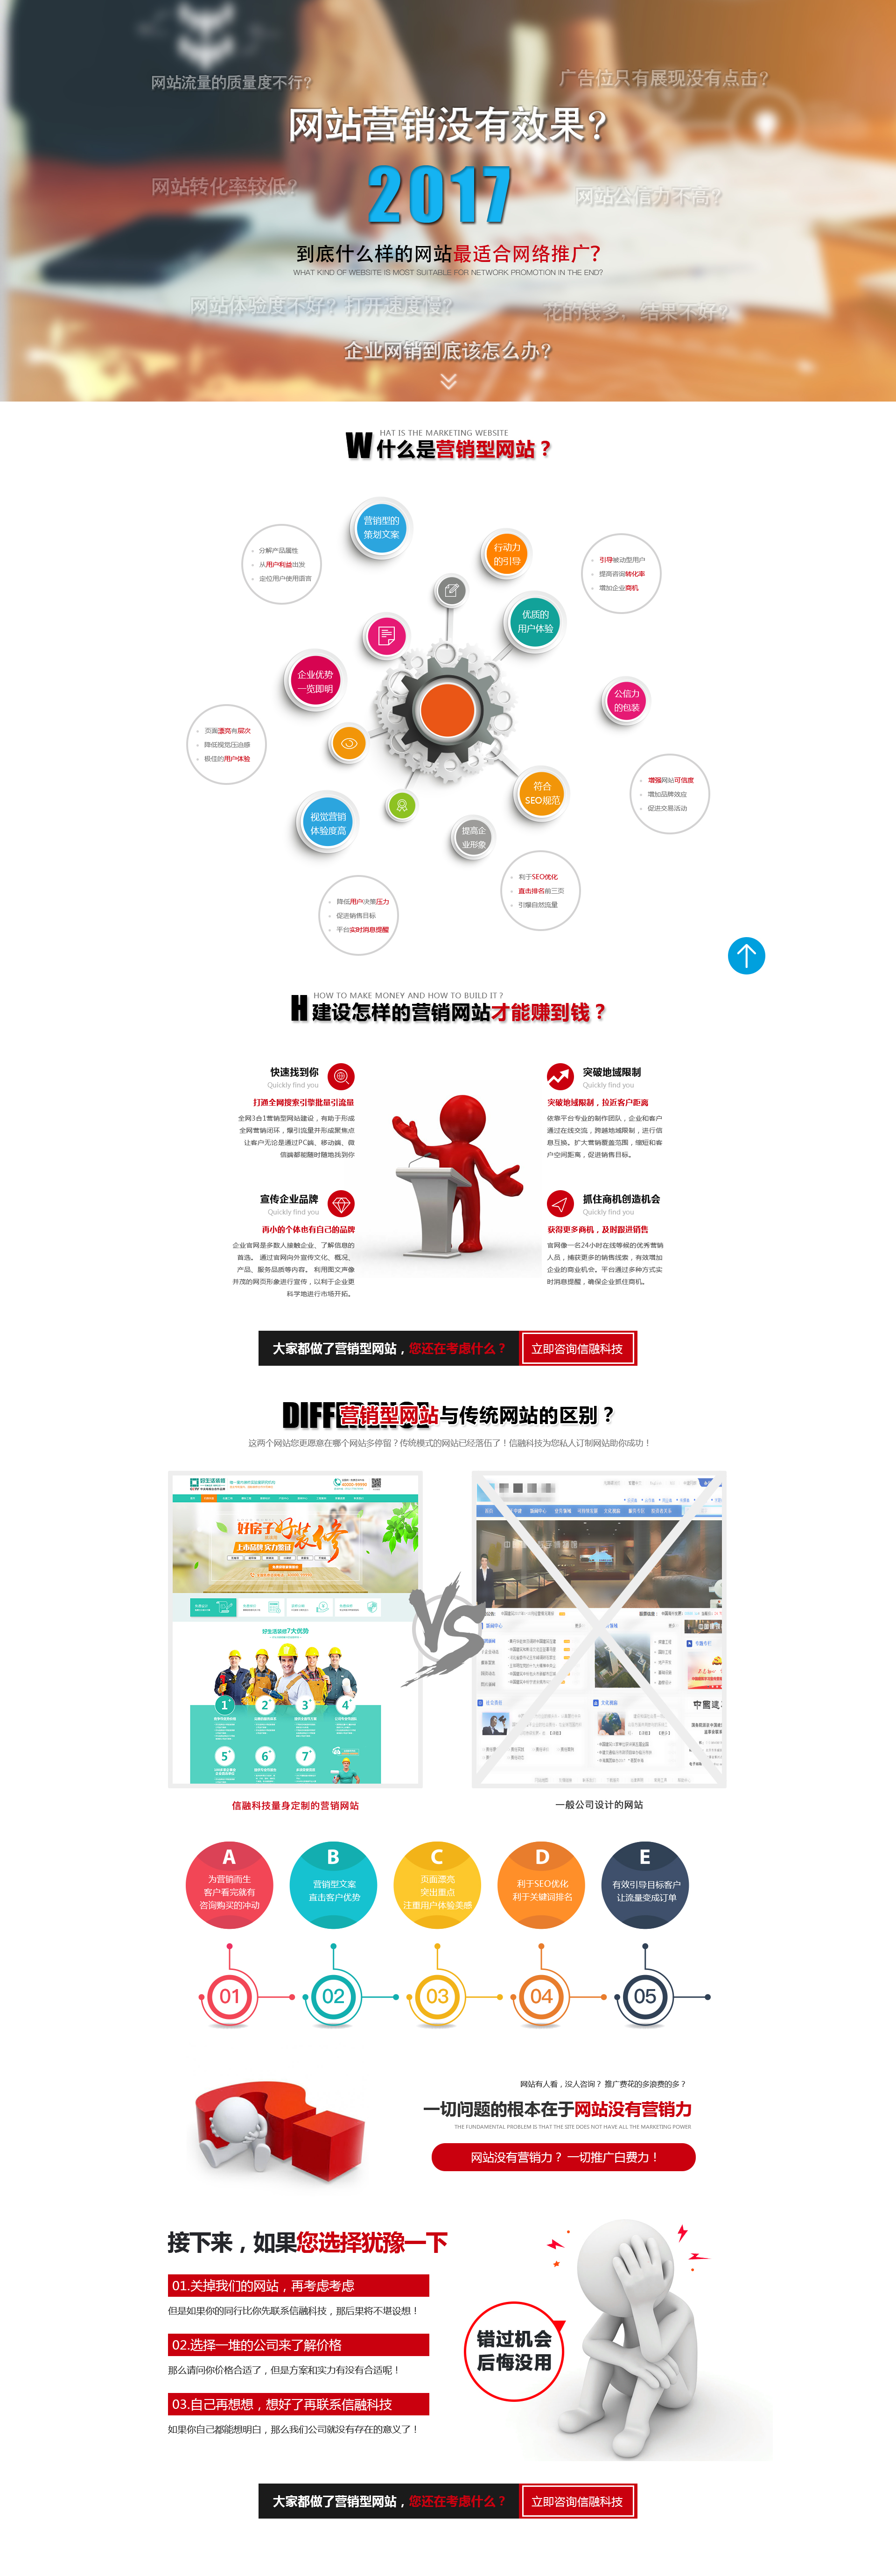 网站流量的质量度不行?
广告位只有展现没有点击?
网站营销没有效果?
网站转化率较低?
2017
网站公信力不高?
到底什么样的网站最适合网络推广?
WHAT KIND OF WEBSITE IS MOST SUITABLE FOR NETWORK PROMOTION IN THE END?
网站体验度不好? 打开速度慢?
花的钱多，结果不好?
企业网销到底该怎么办?
HAT IS THE MARKETING WEBSITE
W 什么是营销型网站？
营销型的
策划文案
行动力
的引导
分解产品属性
从用户利益出发
定位用户使用语言
引导被动型用户
提高咨询转化率
增加企业商机
优质的
用户体验
企业优势
一览即明
公信力
的包装
页面漂亮有层次
降低视觉压迫感
极佳的用户体验
增强网站可信度
增加品牌效应
促进交易活动
符合
SEO规范
视觉营销
体验度高
提高企
业形象
利于SEO优化
直击排名前三页
引爆自然流量
降低用户决策压力
促进销售目标
平台实时消息提醒
HOW TO MAKE MONEY AND HOW TO BUILD IT ?
H 建设怎样的营销网站才能赚到钱？
快速找到你
Quickly find you
打通全网搜索引擎批量引流量
全网3合1营销型网站建设，有助于形成
全网营销闭环，爆引流量并形成聚焦点
让客户无论是通过PC端、移动端、微
信端都能随时随地找到你
突破地域限制
Quickly find you
突破地域限制，拉近客户距离
依靠平台专业的制作团队，企业和客户
通过在线交流，跨越地域限制，进行信
息互换。扩大营销覆盖范围，缩短和客
户空间距离，促进销售目标。
宣传企业品牌
Quickly find you
再小的个体也有自己的品牌
企业官网是多数人接触企业、了解信息的
首选。 通过官网向外宣传文化、概况、
产品、服务品质等内容。 利用图文声像
并茂的网页形象进行宣传，以利于企业更
科学地进行市场开拓。
抓住商机创造机会
Quickly find you
获得更多商机，及时跟进销售
官网像一名24小时在线等候的优秀营销
人员，捕获更多的销售线索，有效增加
企业的商业机会。平台通过多种方式实
时消息提醒，确保企业抓住商机。
大家都做了营销型网站，您还在考虑什么？ 立即咨询信融科技
DIFFERENCE 营销型网站与传统网站的区别？
这两个网站您更愿意在哪个网站多停留？传统模式的网站已经落伍了！信融科技为您私人订制网站助你成功！
好房子好装修
上市品牌 实力验证
好生活装修7大优势
1
2
3
4
5
6
7
VS
信融科技量身定制的营销网站
一般公司设计的网站
A
为营销而生
客户看完就有
咨询购买的冲动
B
营销型文案
直击客户优势
C
页面漂亮
突出重点
注重用户体验美感
D
利于SEO优化
利于关键词排名
E
有效引导目标客户
让流量变成订单
01
02
03
04
05
网站有人看，没人咨询？ 推广费花的多浪费的多？
一切问题的根本在于网站没有营销力
THE FUNDAMENTAL PROBLEM IS THAT THE SITE DOES NOT HAVE ALL THE MARKETING POWER
网站没有营销力？ 一切推广白费力！
接下来，如果您选择犹豫一下
01.关掉我们的网站，再考虑考虑
但是如果你的同行比你先联系信融科技，那后果将不堪设想！
02.选择一堆的公司来了解价格
那么请问你价格合适了，但是方案和实力有没有合适呢！
03.自己再想想，想好了再联系信融科技
如果你自己都能想明白，那么我们公司就没有存在的意义了！
错过机会
后悔没用
大家都做了营销型网站，您还在考虑什么？ 立即咨询信融科技